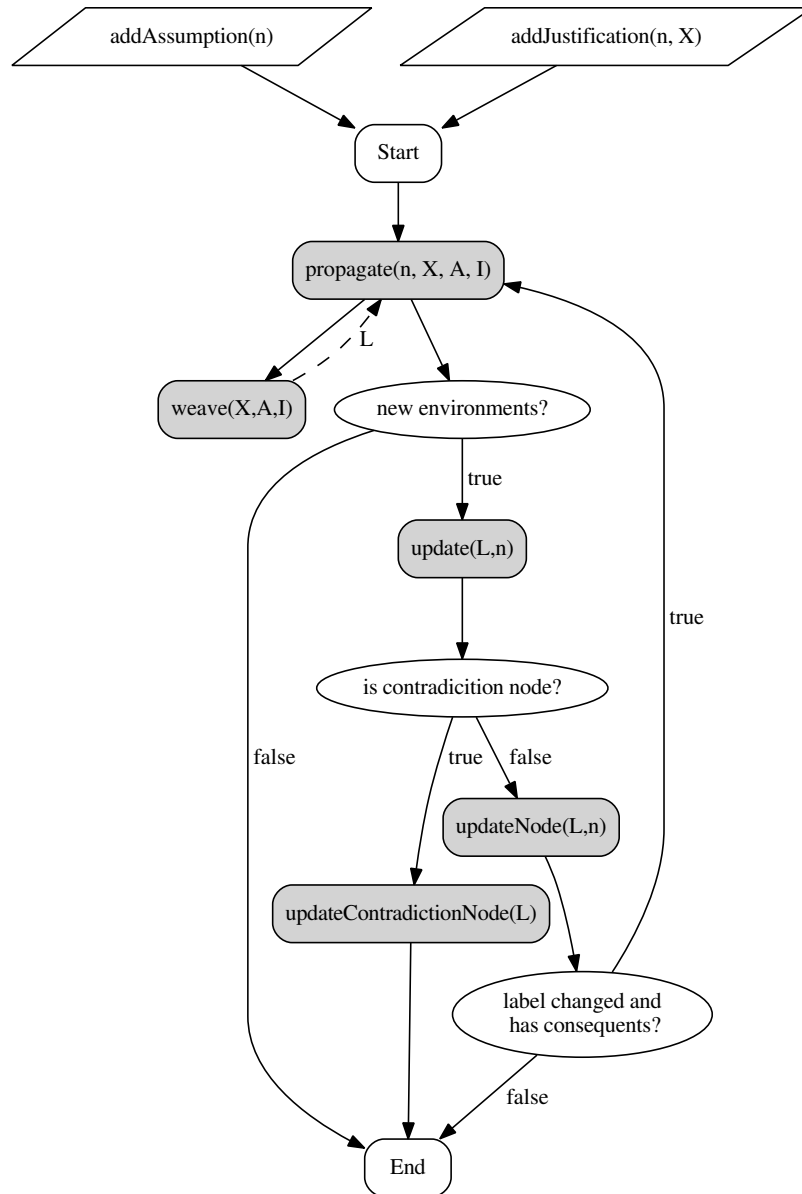 addAssumption(n)
addJustification(n, X)
Start
propagate(n, X, A, I)
L
weave(X,A,I)
new environments?
true
update(L,n)
is contradicition node?
true
false
false
true
updateNode(L,n)
updateContradictionNode(L)
label changed and
has consequents?
false
End